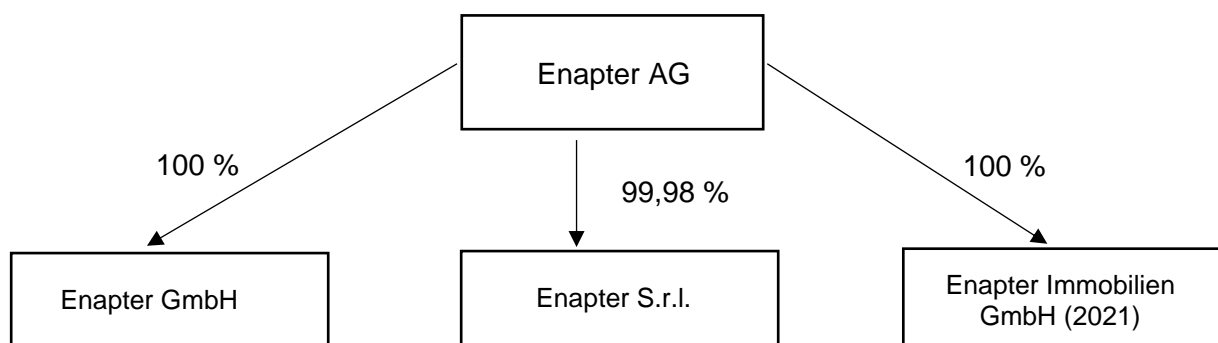 Enapter AG
100 %
99,98 %
100 %
Enapter GmbH
Enapter S.r.l.
Enapter Immobilien
GmbH (2021)